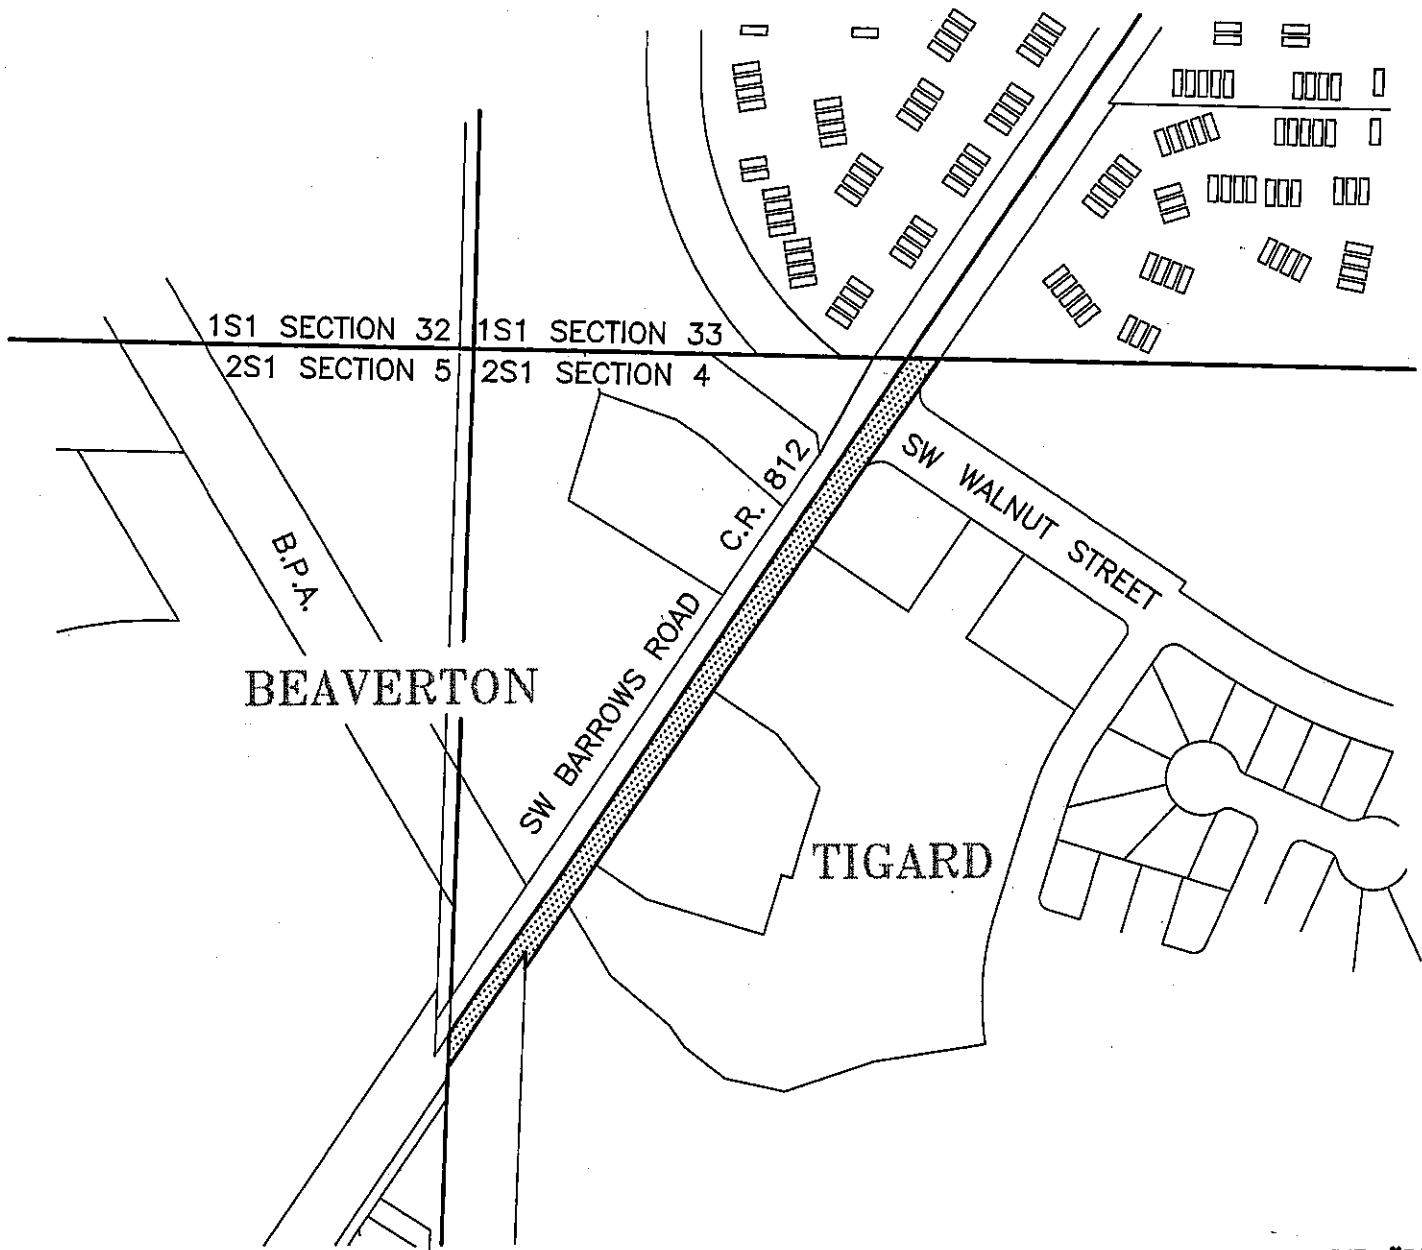 1S1 SECTION 32
1S1 SECTION 33
2S1 SECTION 5
2S1 SECTION 4
C.R. 812
SW WALNUT STREET
B.P.A.
BEAVERTON
SW BARROWS ROAD
TIGARD